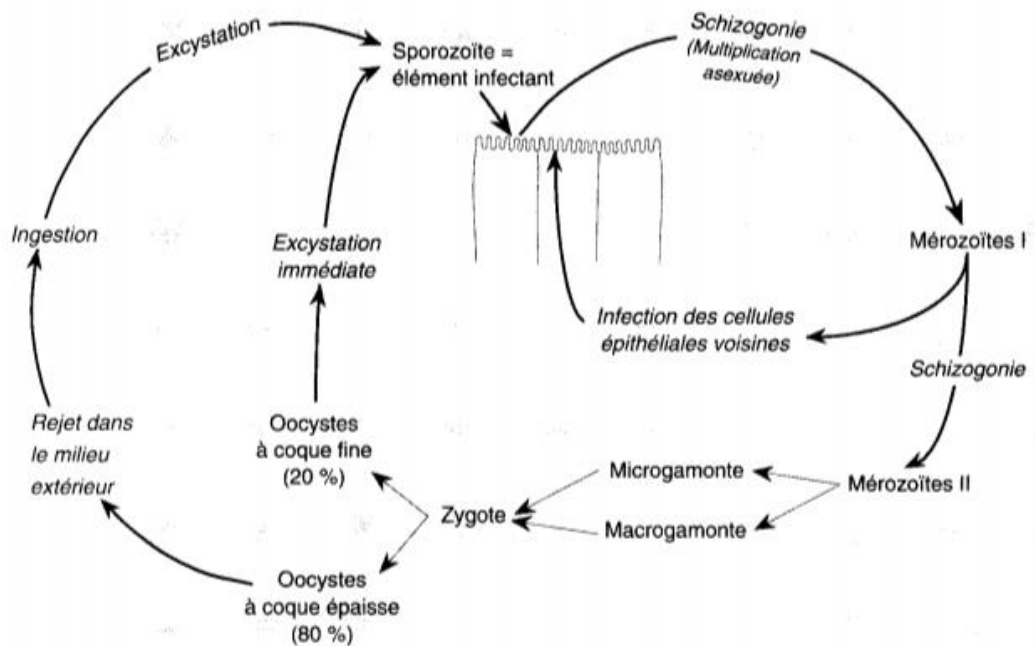 Excystation
Sporozoïte =
élément infectant
Schizogonie
(Multiplication
asexuée)
Ingestion
Excystation
immédiate
Mérozoïtes I
Infection des cellules
épithéliales voisines
Schizogonie
Rejet dans
le milieu
extérieur
Oocystes
à coque fine
(20 %)
Microgamonte
Mérozoïtes II
Zygote
Macrogamonte
Oocystes
à coque épaisse
(80 %)